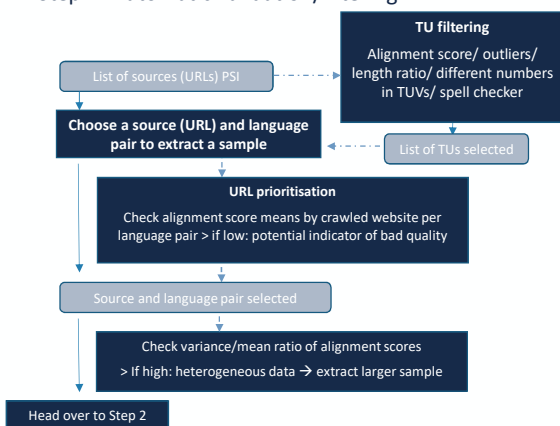 TU filtering
Alignment score/ outliers/
length ratio/ different numbers
in TUVs/ spell checker
List of sources (URLs) PSI
Choose a source (URL) and language
pair to extract a sample
List of TUs selected
URL prioritisation
Check alignment score means by crawled website per
language pair > if low: potential indicator of bad quality
Source and language pair selected
Check variance/mean ratio of alignment scores
> If high: heterogeneous data → extract larger sample
Head over to Step 2